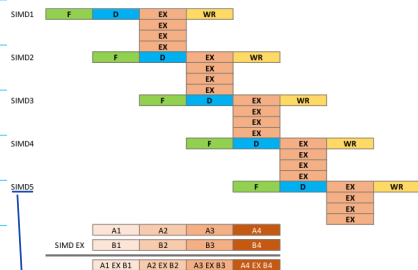 SIMD1 F D EX WR
EX
EX
EX
SIMD2 F D EX WR
EX
EX
EX
SIMD3 F D EX WR
EX
EX
EX
SIMD4 F D EX WR
EX
EX
EX
SIMD5 F D EX WR
EX
EX
EX
A1 A2 A3 A4
SIMD EX B1 B2 B3 B4
A1 EX B1 A2 EX B2 A3 EX B3 A4 EX B4